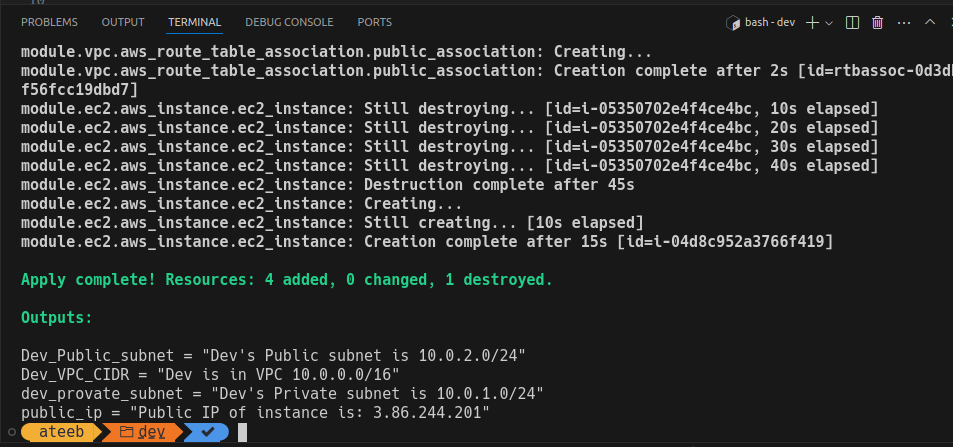 PROBLEMS OUTPUT TERMINAL DEBUG CONSOLE PORTS bash - dev
module.vpc.aws_route_table_association.public_association: Creating...
module.vpc.aws_route_table_association.public_association: Creation complete after 2s [id=rtbassoc-0d3d
f56fcc19dbd7]
module.ec2.aws_instance.ec2_instance: Still destroying... [id=i-05350702e4f4ce4bc, 10s elapsed]
module.ec2.aws_instance.ec2_instance: Still destroying... [id=i-05350702e4f4ce4bc, 20s elapsed]
module.ec2.aws_instance.ec2_instance: Still destroying... [id=i-05350702e4f4ce4bc, 30s elapsed]
module.ec2.aws_instance.ec2_instance: Still destroying... [id=i-05350702e4f4ce4bc, 40s elapsed]
module.ec2.aws_instance.ec2_instance: Destruction complete after 45s
module.ec2.aws_instance.ec2_instance: Creating...
module.ec2.aws_instance.ec2_instance: Still creating... [10s elapsed]
module.ec2.aws_instance.ec2_instance: Creation complete after 15s [id=i-04d8c952a3766f419]
Apply complete! Resources: 4 added, 0 changed, 1 destroyed.
Outputs:
Dev_Public_subnet = "Dev's Public subnet is 10.0.2.0/24"
Dev_VPC_CIDR = "Dev is in VPC 10.0.0.0/16"
dev_provate_subnet = "Dev's Private subnet is 10.0.1.0/24"
public_ip = "Public IP of instance is: 3.86.244.201"
ateeb dev